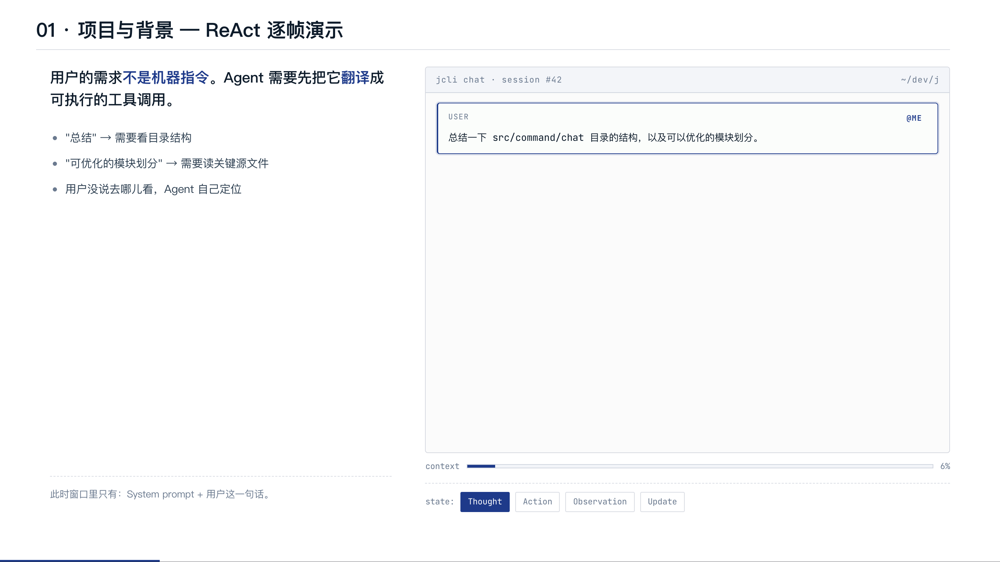 01 · 项目与背景 — ReAct 逐帧演示
用户的需求不是机器指令。Agent 需要先把它翻译成
可执行的工具调用。
"总结" → 需要看目录结构
"可优化的模块划分" → 需要读关键源文件
用户没说去哪儿看，Agent 自己定位
此时窗口里只有：System prompt + 用户这一句话。
jcli chat · session #42
~/dev/j
USER
@ME
总结一下 src/command/chat 目录的结构，以及可以优化的模块划分。
context
6%
state: Thought Action Observation Update